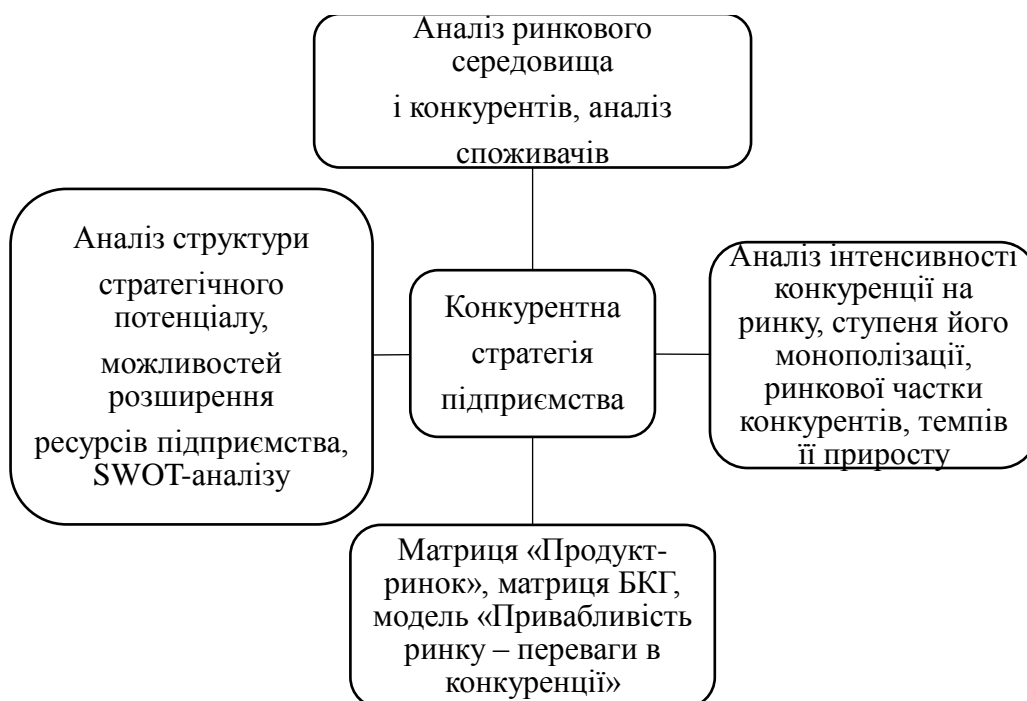 Аналіз ринкового
середовища
і конкурентів, аналіз
споживачів
Аналіз структури
стратегічного
потенціалу,
можливостей
розширення
ресурсів підприємства,
SWOT-аналізу
Конкурентна
стратегія
підприємства
Аналіз інтенсивності
конкуренції на
ринку, ступеня його
монополізації,
ринкової частки
конкурентів, темпів
її приросту
Матриця «Продукт-
ринок», матриця БКГ,
модель «Привабливість
ринку – переваги в
конкуренції»